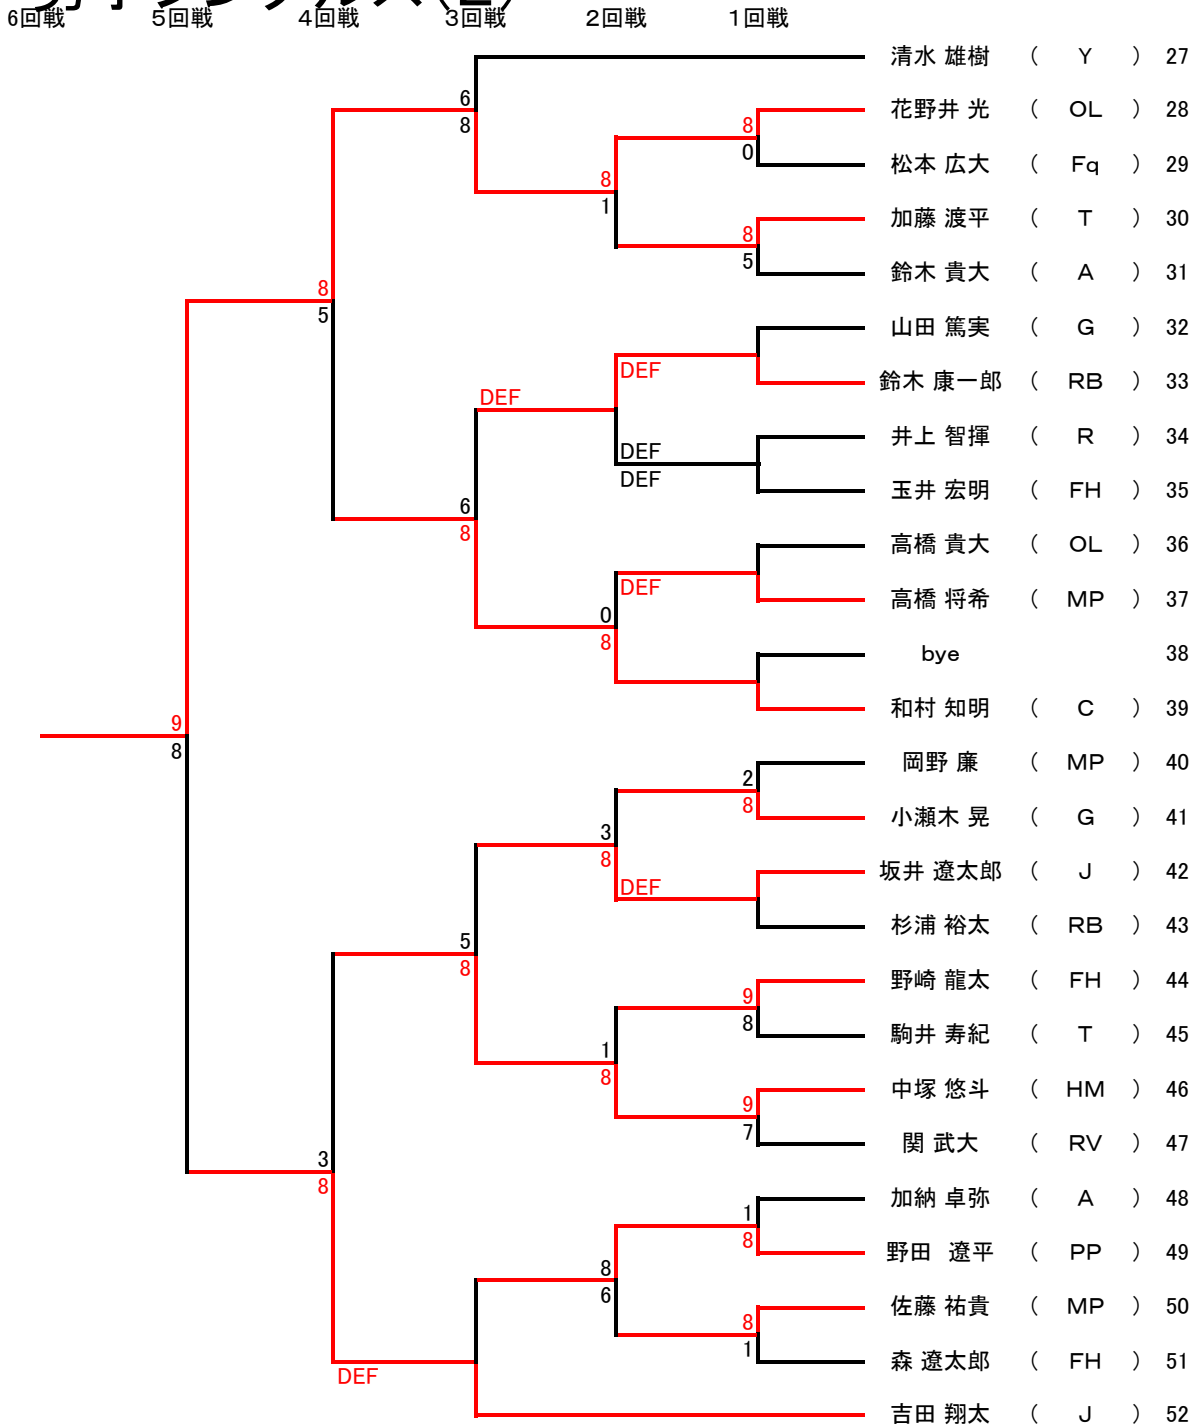 男子シングルス(2)
6回戦 5回戦 4回戦 3回戦 2回戦 1回戦
清水 雄樹 ( Y ) 27
6
8
花野井 光 ( OL ) 28
8
0
松本 広大 ( Fq ) 29
8
1
加藤 渡平 ( T ) 30
8
5
鈴木 貴大 ( A ) 31
8
5
山田 篤実 ( G ) 32
DEF
鈴木 康一郎 ( RB ) 33
DEF
井上 智揮 ( R ) 34
DEF
DEF
玉井 宏明 ( FH ) 35
6
8
高橋 貴大 ( OL ) 36
DEF
高橋 将希 ( MP ) 37
0
8
bye 38
和村 知明 ( C ) 39
9
8
岡野 廉 ( MP ) 40
2
8
小瀬木 晃 ( G ) 41
3
8
坂井 遼太郎 ( J ) 42
DEF
杉浦 裕太 ( RB ) 43
5
8
野崎 龍太 ( FH ) 44
9
8
駒井 寿紀 ( T ) 45
1
8
中塚 悠斗 ( HM ) 46
9
7
関 武大 ( RV ) 47
3
8
加納 卓弥 ( A ) 48
1
8
野田 遼平 ( PP ) 49
8
6
佐藤 祐貴 ( MP ) 50
8
1
森 遼太郎 ( FH ) 51
DEF
吉田 翔太 ( J ) 52